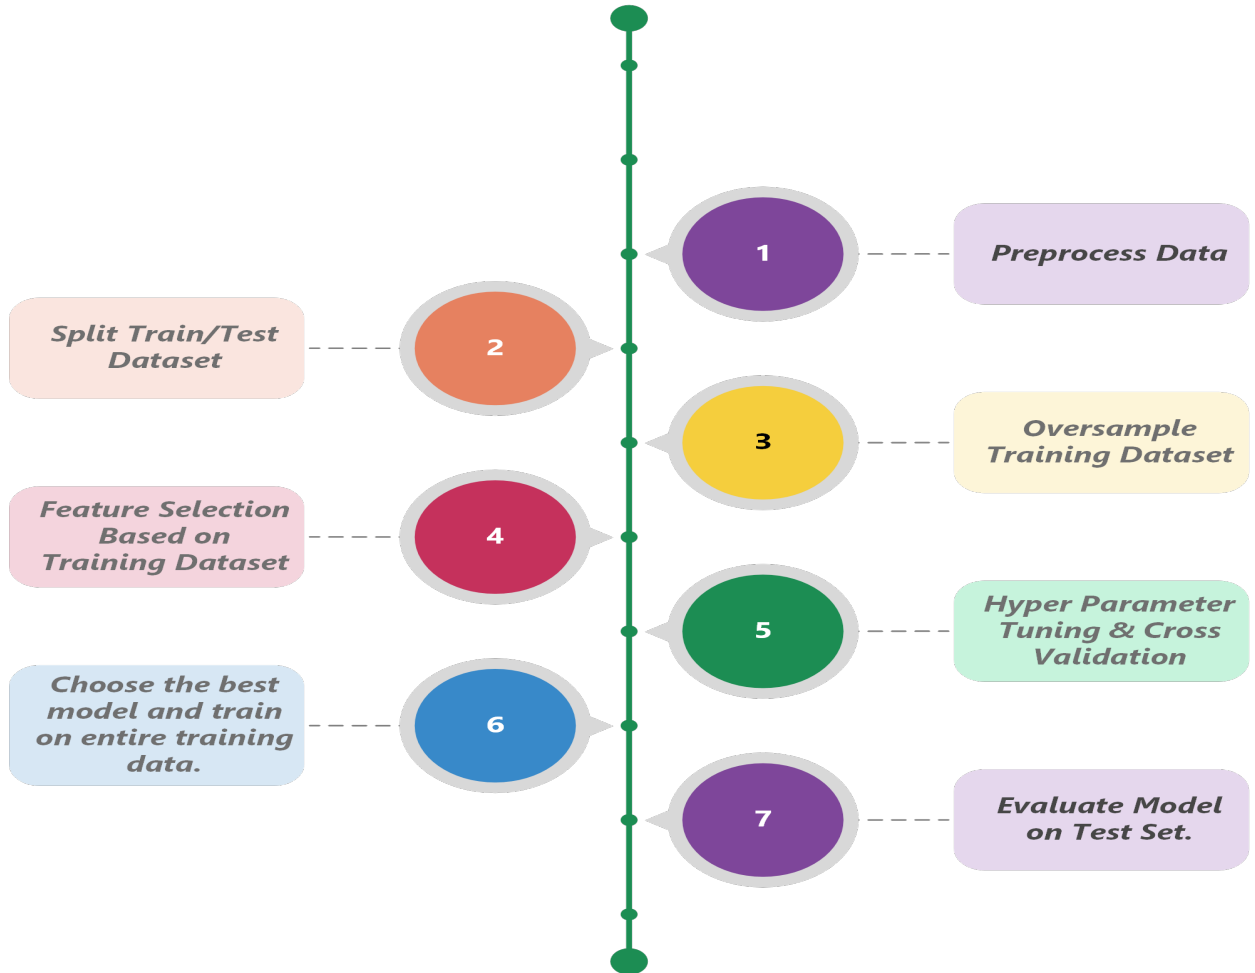 1
Preprocess Data
Split Train/Test
Dataset
2
3
Oversample
Training Dataset
Feature Selection
Based on
Training Dataset
4
5
Hyper Parameter
Tuning & Cross
Validation
Choose the best
model and train
on entire training
data.
6
7
Evaluate Model
on Test Set.